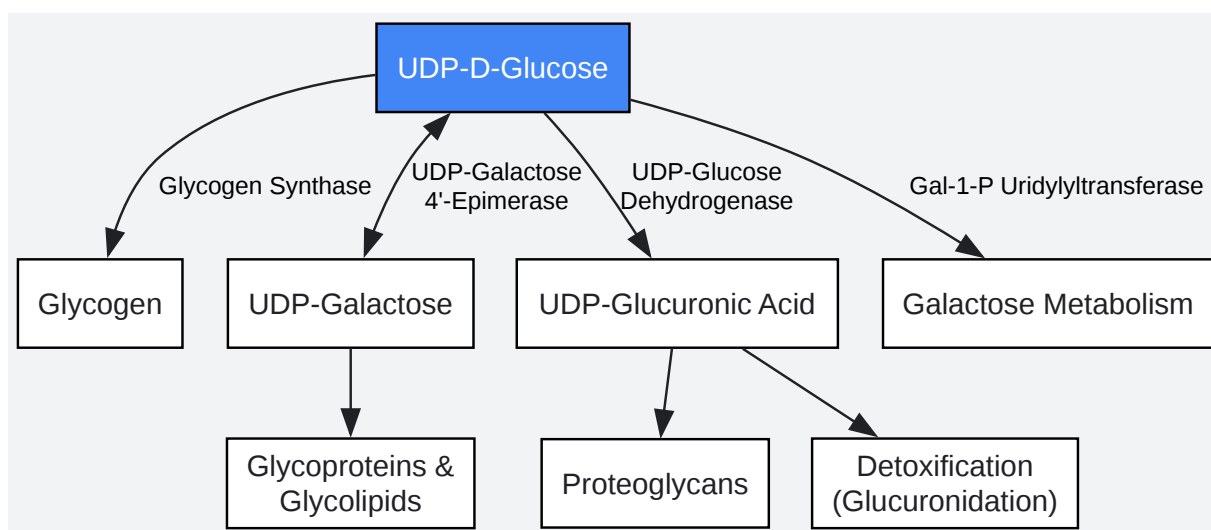 UDP-D-Glucose
Glycogen Synthase
UDP-Galactose
4'-Epimerase
UDP-Glucose
Dehydrogenase
Gal-1-P Uridylyltransferase
Glycogen
UDP-Galactose
UDP-Glucuronic Acid
Galactose Metabolism
Glycoproteins &
Glycolipids
Proteoglycans
Detoxification
(Glucuronidation)